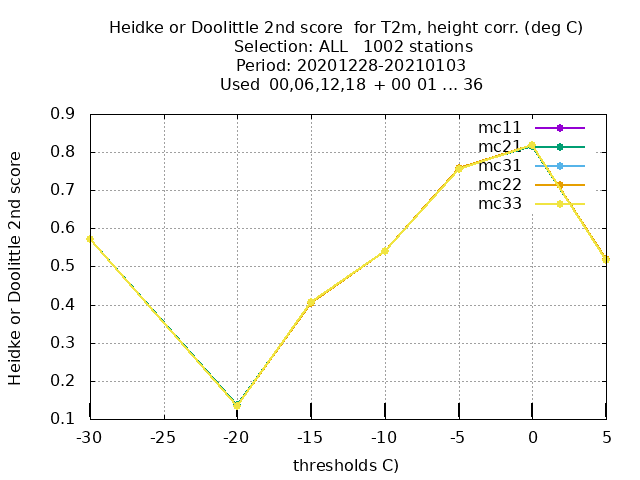 Heidke or Doolittle 2nd score  for T2m, height corr. (deg C)
Selection: ALL   1002 stations
Period: 20201228-20210103
Used  00,06,12,18  + 00 01 ... 36
Heidke or Doolittle 2nd score
0.9
0.8
0.7
0.6
0.5
0.4
0.3
0.2
0.1
mc11
mc21
mc31
mc22
mc33
-30 -25 -20 -15 -10 -5 0 5
thresholds C)